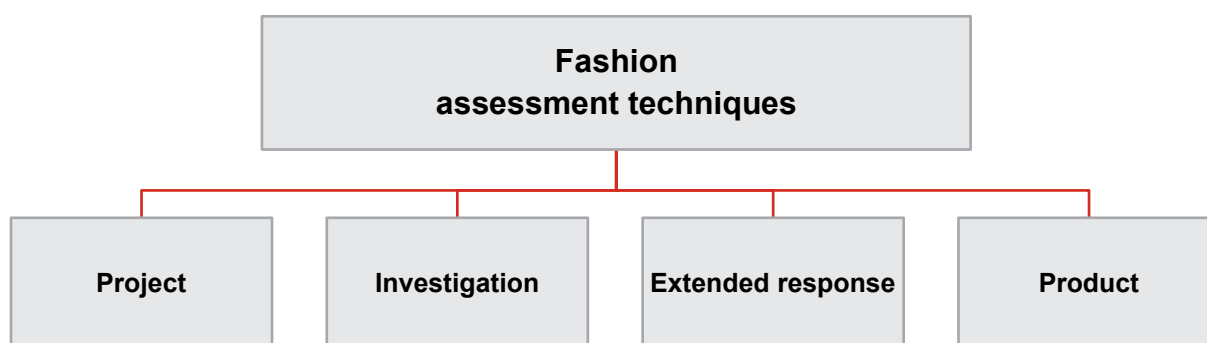 Fashion
assessment techniques
Project
Investigation
Extended response
Product